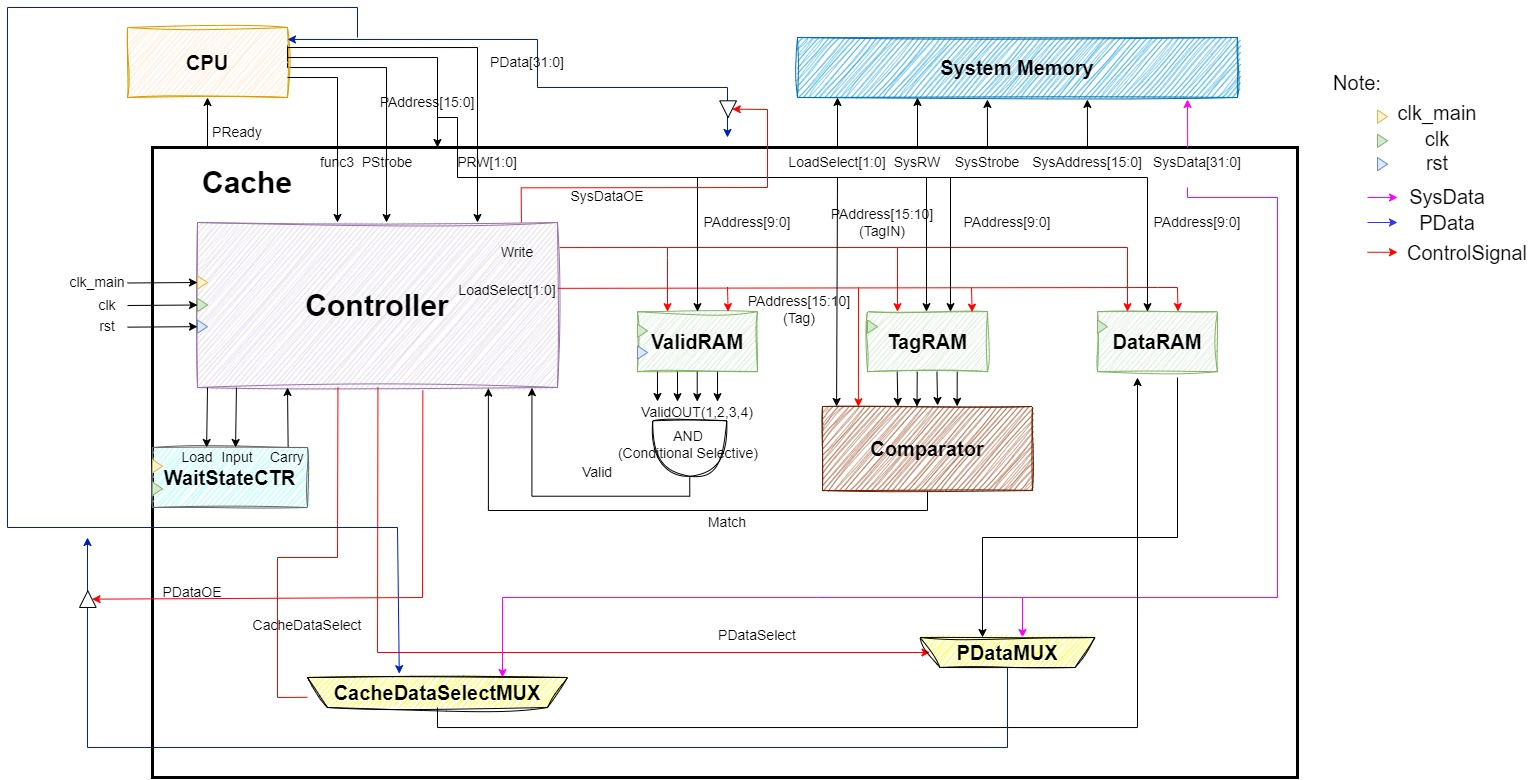 CPU
System Memory
Note:
clk_main
clk
rst
SysData
PData
ControlSignal
PData[31:0]
PAddress[15:0]
PReady
func3
PStrobe
PRW[1:0]
LoadSelect[1:0]
SysRW
SysStrobe
SysAddress[15:0]
SysData[31:0]
Cache
SysDataOE
PAddress[9:0]
PAddress[15:10]
(TagIN)
PAddress[9:0]
PAddress[9:0]
Write
clk_main
clk
rst
Controller
LoadSelect[1:0]
PAddress[15:10]
(Tag)
ValidRAM
TagRAM
DataRAM
ValidOUT(1,2,3,4)
AND
(Conditional Selective)
Comparator
Load
Input
Carry
WaitStateCTR
Valid
Match
PDataOE
CacheDataSelect
PDataSelect
PDataMUX
CacheDataSelectMUX